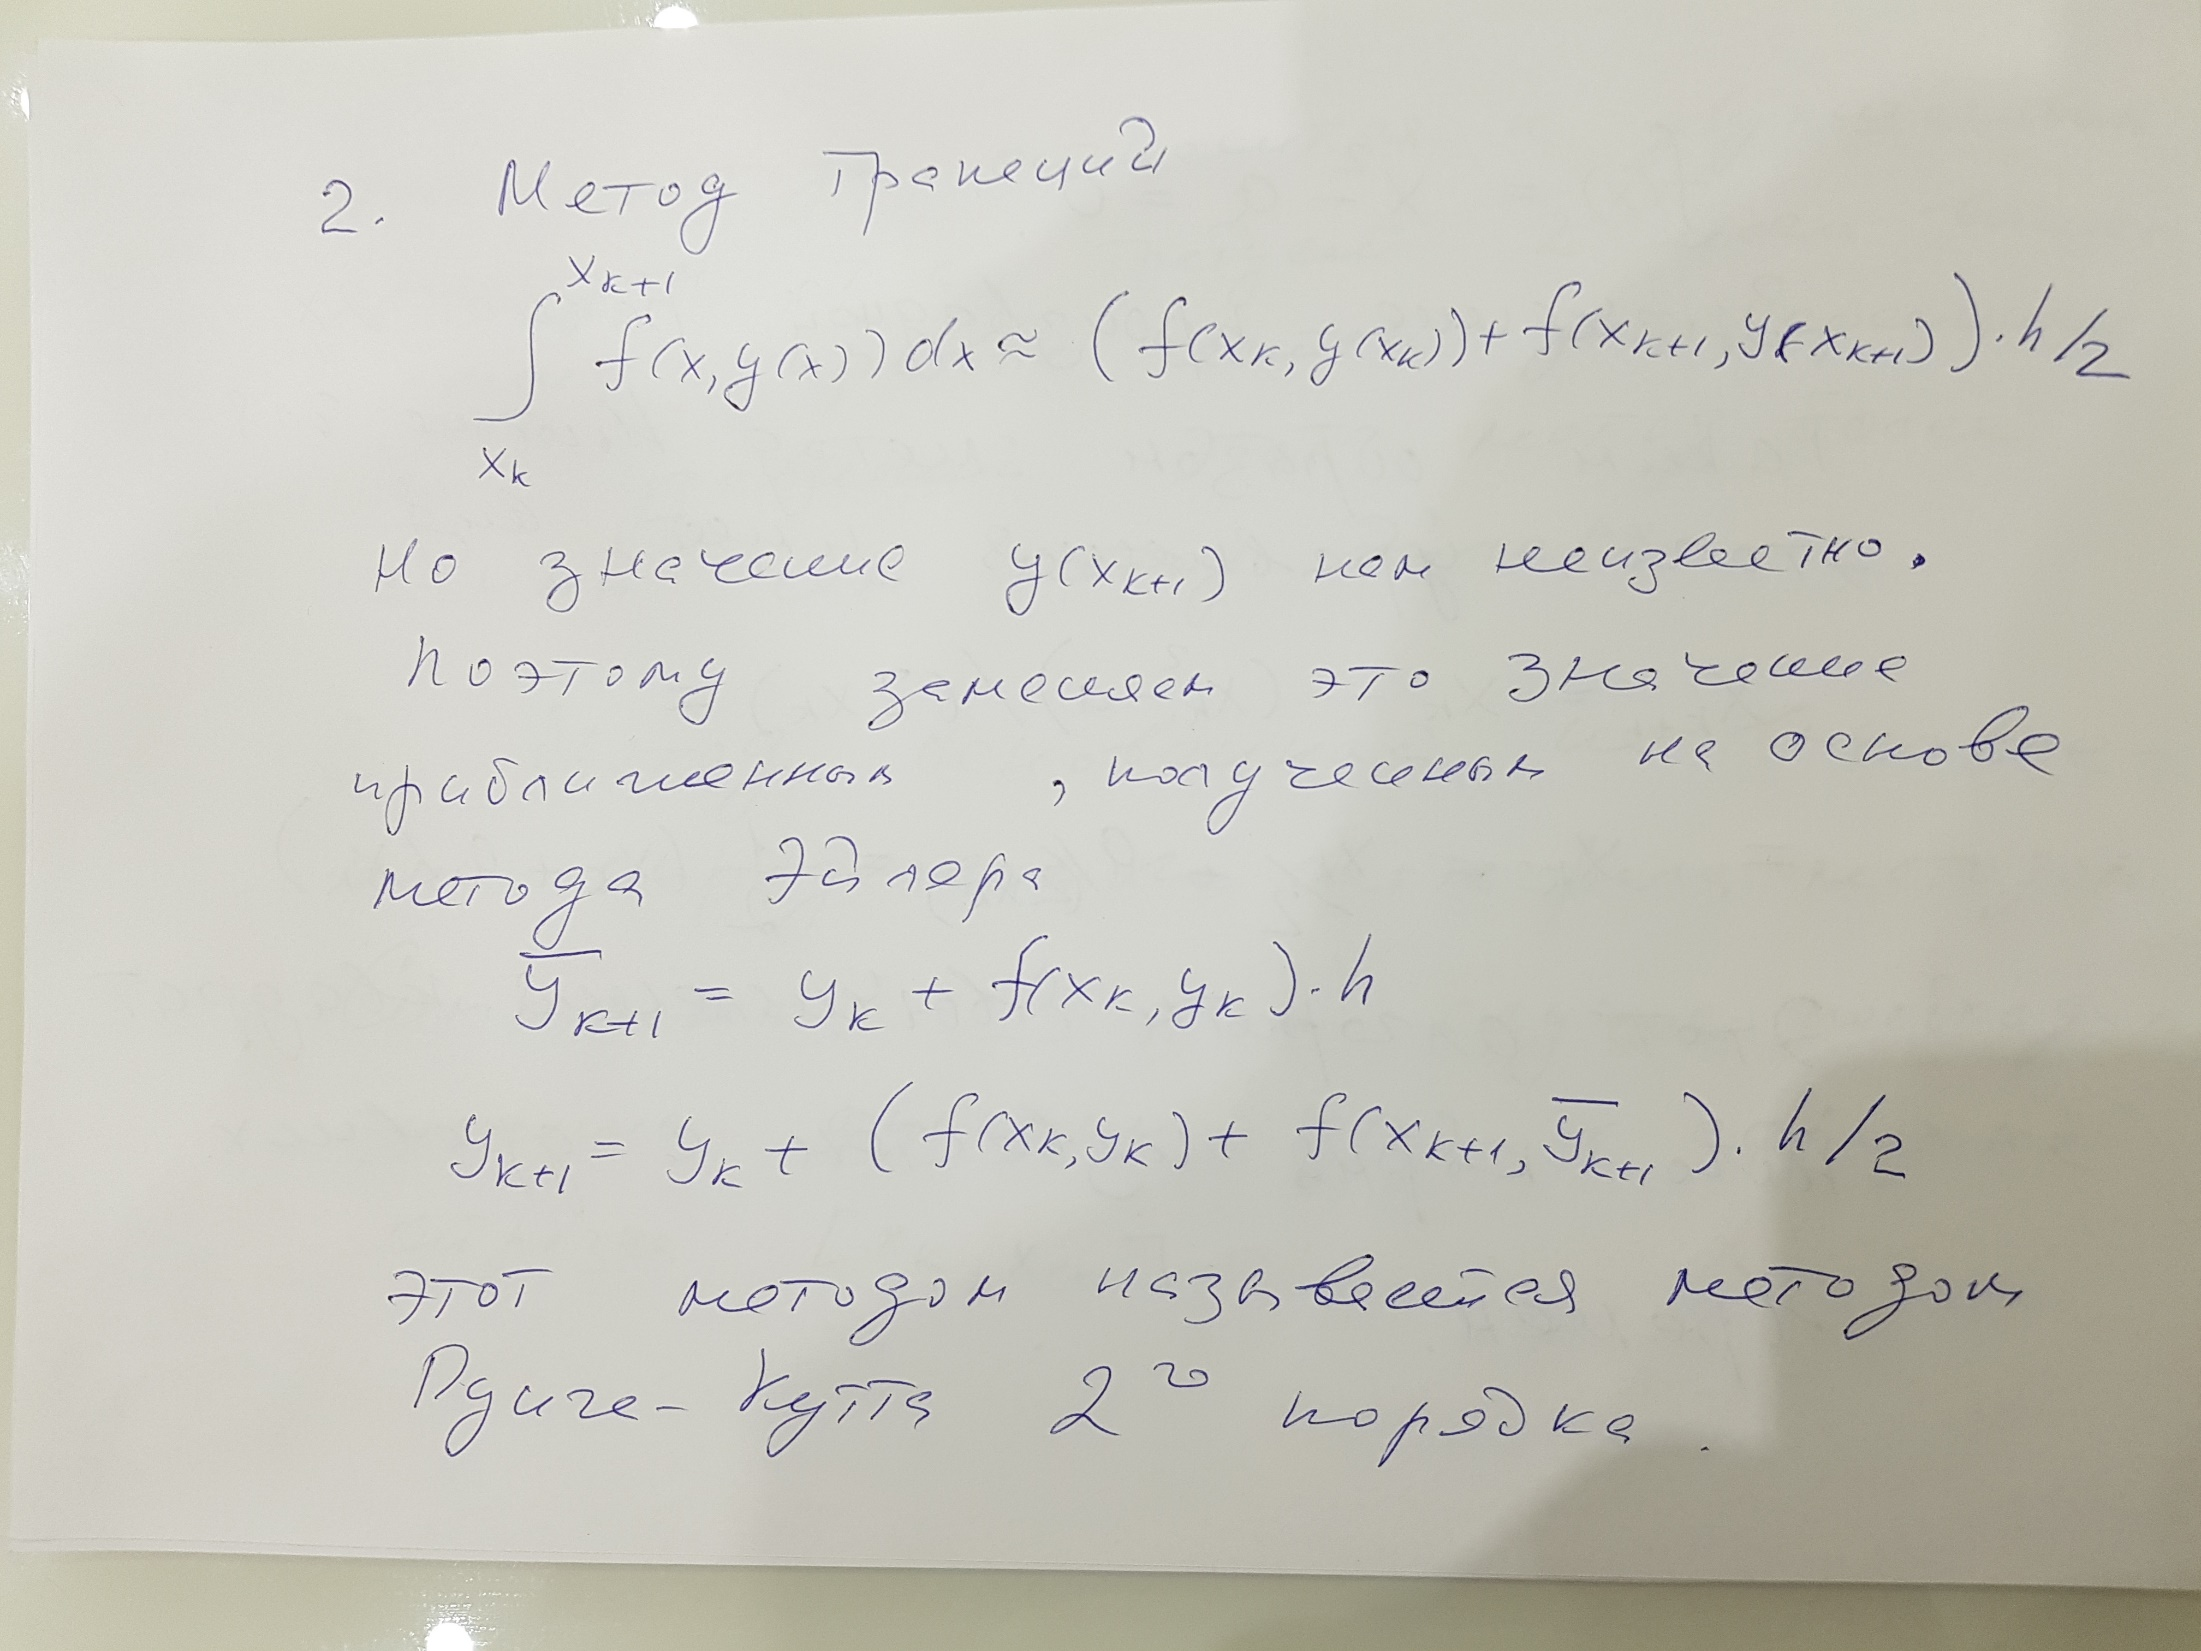 2. Метод трапеций
∫_{x_k}^{x_{k+1}} f(x, y(x)) dx ≈ (f(x_k, y(x_k)) + f(x_{k+1}, y(x_{k+1})) · h/2
но значение y(x_{k+1}) нам неизвестно.
Поэтому заменяем это значение
приближенным , полученным на основе
метода Эйлера
ȳ_{k+1} = y_k + f(x_k, y_k) · h
y_{k+1} = y_k + (f(x_k, y_k) + f(x_{k+1}, ȳ_{k+1}) · h/2
этот методом называется методом
Рунге-Кутта 2го порядка.